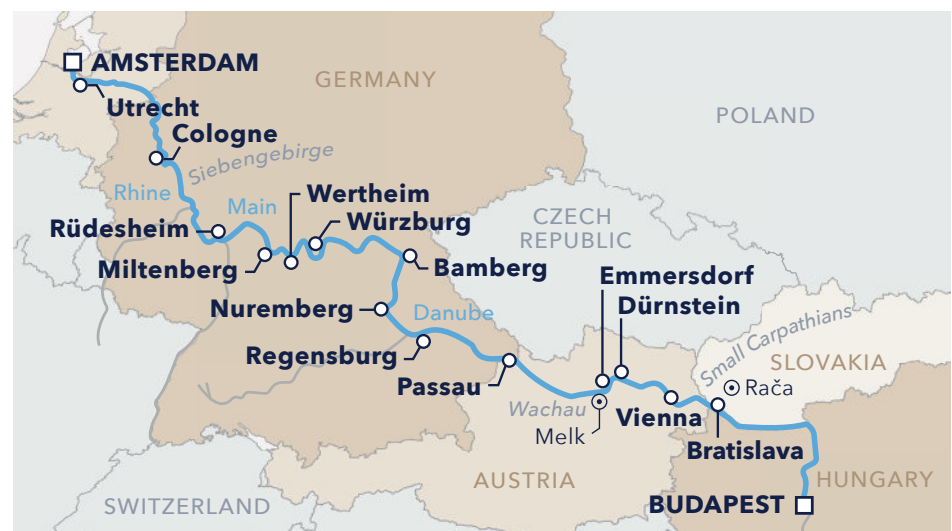 AMSTERDAM
GERMANY
Utrecht
POLAND
Cologne
Siebengebirge
Rhine
Main
Wertheim
Würzburg
Rüdesheim
CZECH
REPUBLIC
Miltenberg
Bamberg
Emmersdorf
Dürnstein
Nuremberg
Danube
Regensburg
Small Carpathians
SLOVAKIA
Passau
Rača
Wachau
Vienna
Melk
Bratislava
AUSTRIA
HUNGARY
SWITZERLAND
BUDAPEST